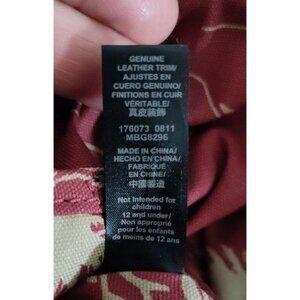 GENUINE
LEATHER TRIM/
AJUSTES EN
CUERO GENUINO/
FINITIONS EN CUIR
VÉRITABLE/
真皮装飾
176073 0811
MBG8296
MADE IN CHINA/
HECHO EN CHINA/
FABRIQUÉ
EN CHINE/
中國製造
Not Intended for
children
12 and under/
Non approprié
pour les enfants
de moins de 12 ans